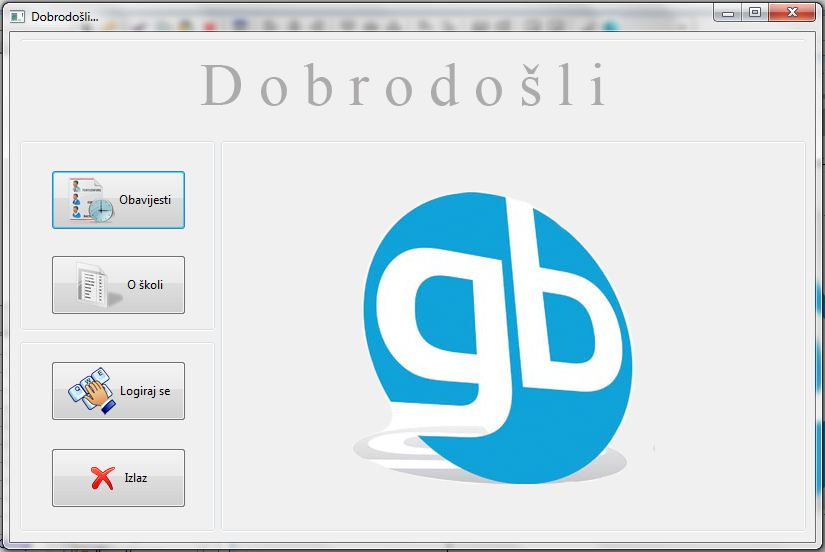 Dobrodošli...
Dobrodošli
Obavijesti
O školi
Logiraj se
Izlaz
gb